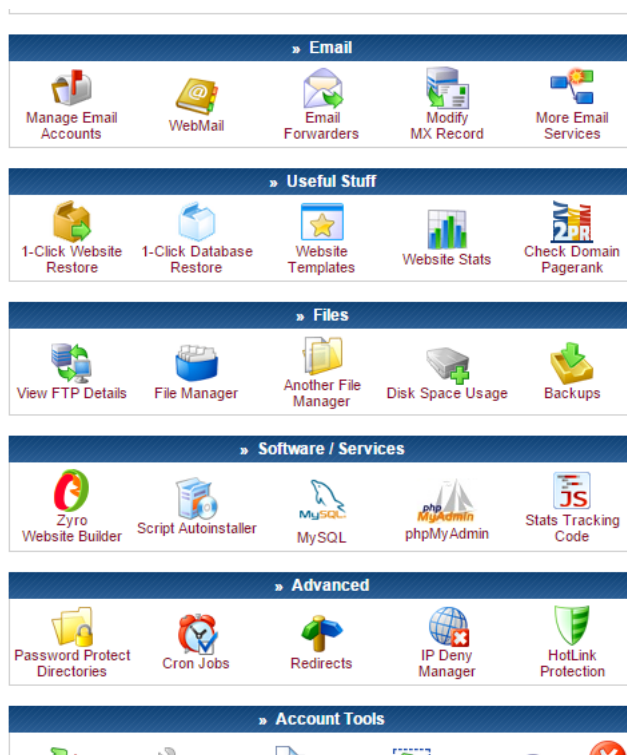 » Email
Manage Email
Accounts
WebMail
Email
Forwarders
Modify
MX Record
More Email
Services
» Useful Stuff
2PR
1-Click Website
Restore
1-Click Database
Restore
Website
Templates
Website Stats
Check Domain
Pagerank
» Files
View FTP Details
File Manager
Another File
Manager
Disk Space Usage
Backups
» Software / Services
Zyro
Website Builder
Script Autoinstaller
MySQL
MySQL
php
MyAdmin
phpMyAdmin
JS
Stats Tracking
Code
» Advanced
Password Protect
Directories
Cron Jobs
Redirects
IP Deny
Manager
HotLink
Protection
» Account Tools